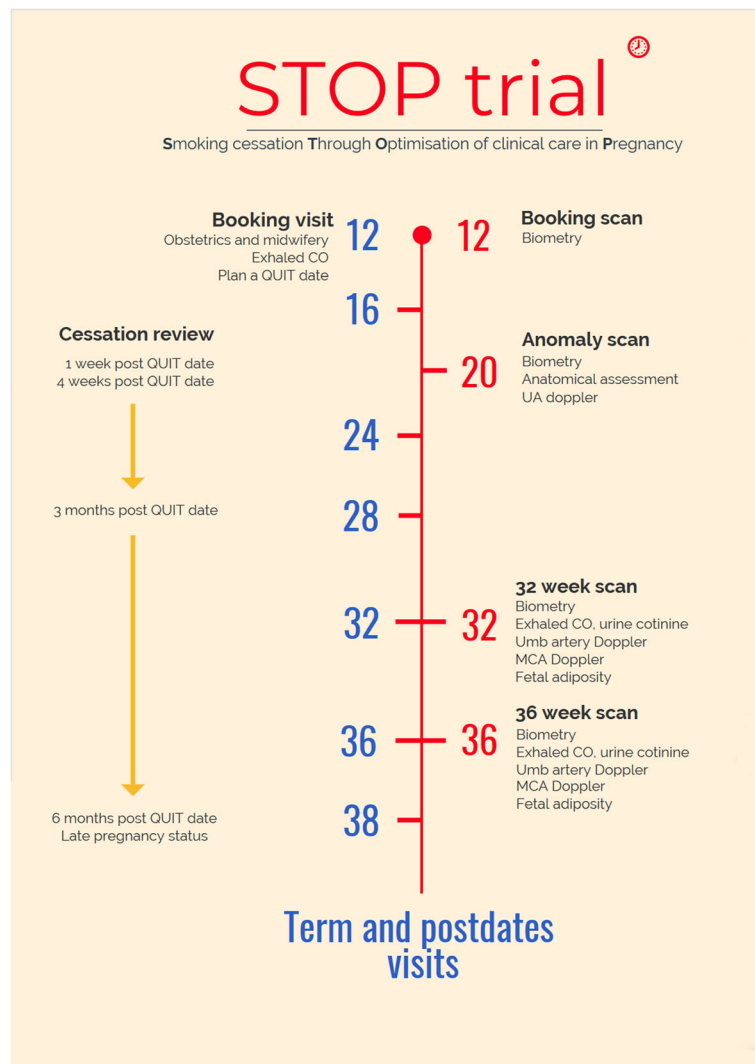 STOP trial
Smoking cessation Through Optimisation of clinical care in Pregnancy
Booking visit
Obstetrics and midwifery
Exhaled CO
Plan a QUIT date
12
12
Booking scan
Biometry
16
Cessation review
1 week post QUIT date
4 weeks post QUIT date
20
Anomaly scan
Biometry
Anatomical assessment
UA doppler
24
3 months post QUIT date
28
32
32
32 week scan
Biometry
Exhaled CO, urine cotinine
Umb artery Doppler
MCA Doppler
Fetal adiposity
36
36
36 week scan
Biometry
Exhaled CO, urine cotinine
Umb artery Doppler
MCA Doppler
Fetal adiposity
6 months post QUIT date
Late pregnancy status
38
Term and postdates
visits